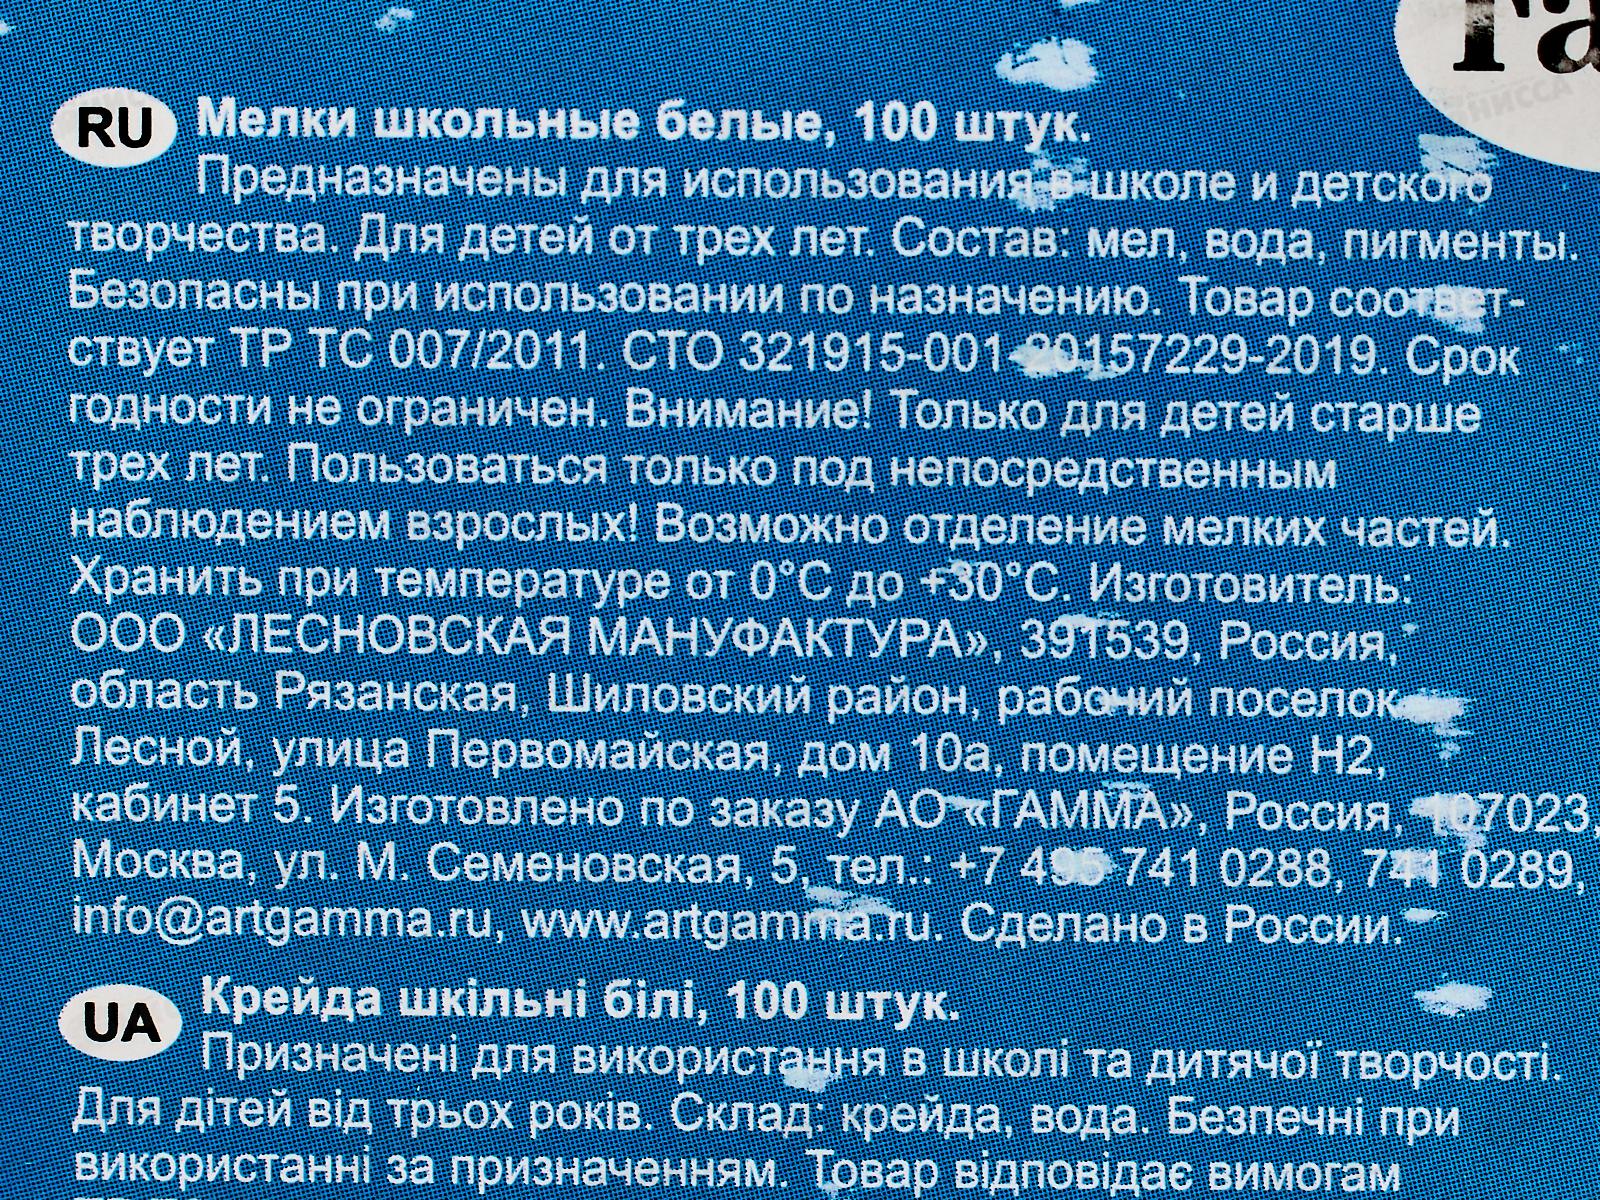 Га
RU Мелки школьные белые, 100 штук.
Предназначены для использования в школе и детского
творчества. Для детей от трех лет. Состав: мел, вода, пигменты.
Безопасны при использовании по назначению. Товар соответ-
ствует ТР ТС 007/2011. СТО 321915-001-20157229-2019. Срок
годности не ограничен. Внимание! Только для детей старше
трех лет. Пользоваться только под непосредственным
наблюдением взрослых! Возможно отделение мелких частей.
Хранить при температуре от 0°С до +30°С. Изготовитель:
ООО «ЛЕСНОВСКАЯ МАНУФАКТУРА», 391539, Россия,
область Рязанская, Шиловский район, рабочий поселок
Лесной, улица Первомайская, дом 10а, помещение Н2,
кабинет 5. Изготовлено по заказу АО «ГАММА», Россия, 107023,
Москва, ул. М. Семеновская, 5, тел.: +7 495 741 0288, 741 0289,
info@artgamma.ru, www.artgamma.ru. Сделано в России.
UA Крейда шкільні білі, 100 штук.
Призначені для використання в школі та дитячої творчості.
Для дітей від трьох років. Склад: крейда, вода. Безпечні при
використанні за призначенням. Товар відповідає вимогам